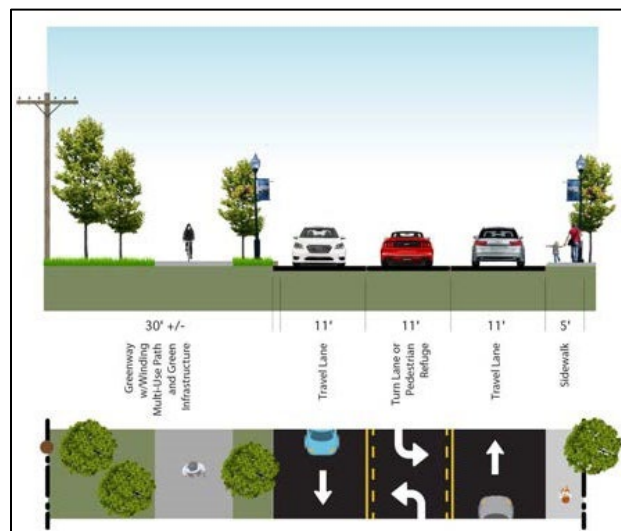 30' +/-
11'
11'
11'
5'
Greenway
w/Winding
Multi-Use Path
and Green
Infrastructure
Travel Lane
Turn Lane or
Pedestrian
Refuge
Travel Lane
Sidewalk